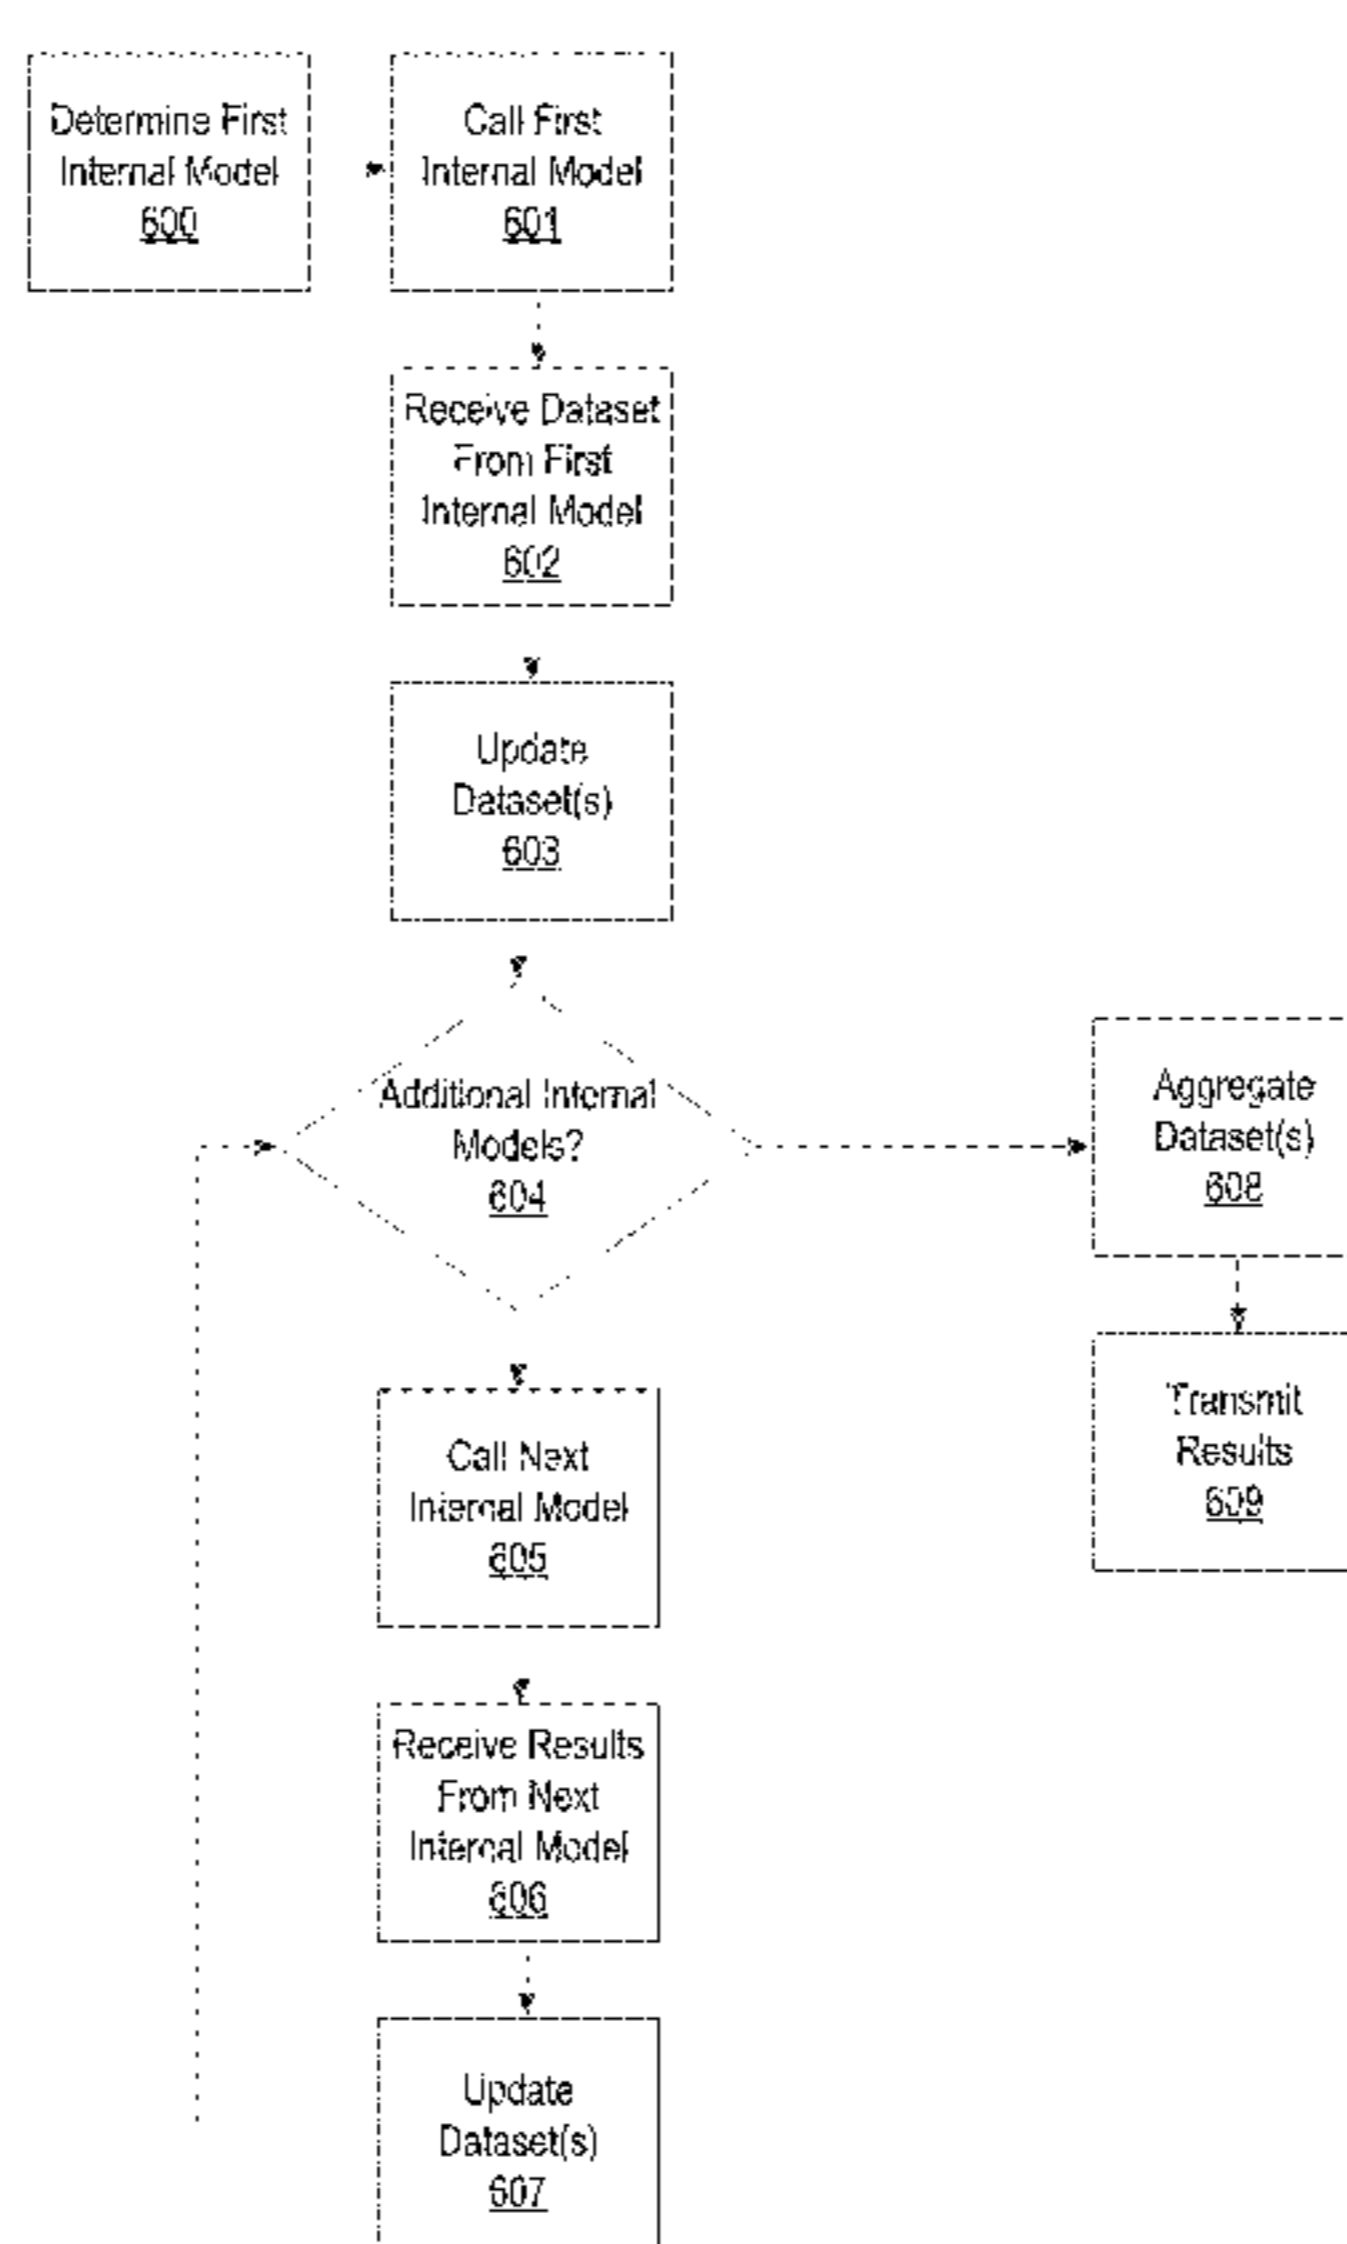 Determine First
Internal Model
600
Call First
Internal Model
601
Receive Dataset
From First
Internal Model
602
Update
Dataset(s)
603
Additional Internal
Models?
604
Aggregate
Dataset(s)
608
Transmit
Results
609
Call Next
Internal Model
605
Receive Results
From Next
Internal Model
606
Update
Dataset(s)
607